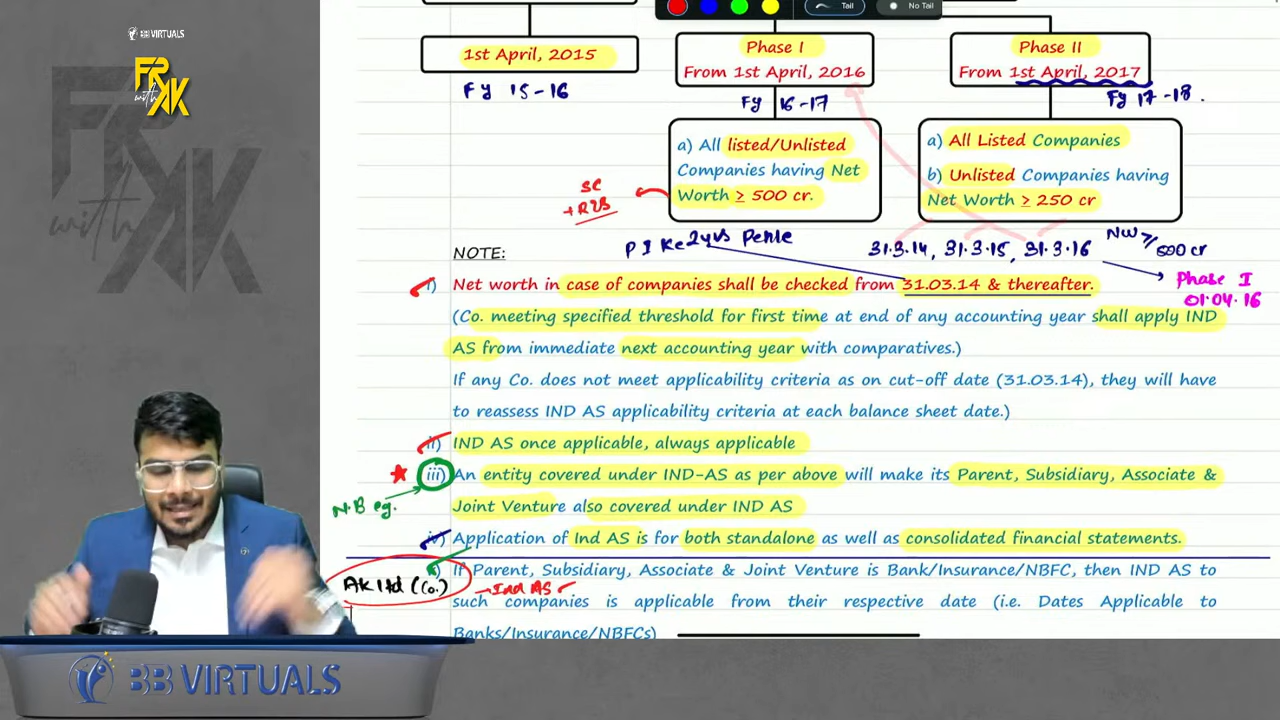 BB VIRTUALS
FR
with
AK
Tail
No Tail
1st April, 2015
FY 15-16
Phase I
From 1st April, 2016
FY 16-17
Phase II
From 1st April, 2017
FY 17-18.
a) All listed/Unlisted
Companies having Net
Worth ≥ 500 cr.
SC
+R&S
a) All Listed Companies
b) Unlisted Companies having
Net Worth ≥ 250 cr
P I Ke 2yrs Pehle
31.3.14, 31.3.15, 31.3.16
NW ≥
500 cr
Phase I
01.04.16
NOTE:
i) Net worth in case of companies shall be checked from 31.03.14 & thereafter.
(Co. meeting specified threshold for first time at end of any accounting year shall apply IND
AS from immediate next accounting year with comparatives.)
If any Co. does not meet applicability criteria as on cut-off date (31.03.14), they will have
to reassess IND AS applicability criteria at each balance sheet date.)
ii) IND AS once applicable, always applicable
iii) An entity covered under IND-AS as per above will make its Parent, Subsidiary, Associate &
Joint Venture also covered under IND AS
N.B eg.
iv) Application of Ind AS is for both standalone as well as consolidated financial statements.
If Parent, Subsidiary, Associate & Joint Venture is Bank/Insurance/NBFC, then IND AS to
AK Ltd (Co.)
Ind AS
such companies is applicable from their respective date (i.e. Dates Applicable to
Banks/Insurance/NBFCs)
BB VIRTUALS